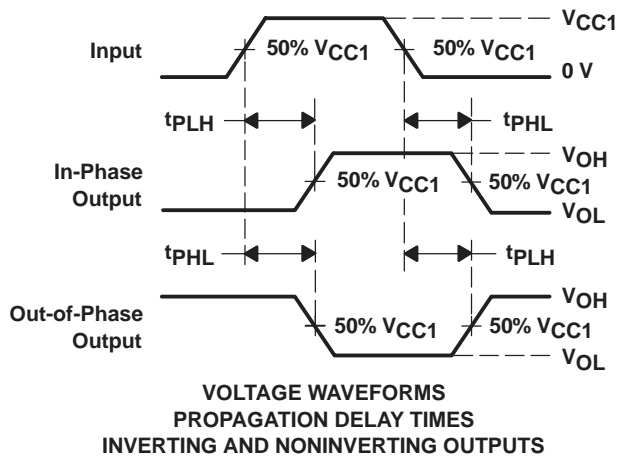 VCC1
Input 50% VCC1 50% VCC1
0 V
tPLH tPHL
VOH
In-Phase
Output
50% VCC1 50% VCC1
VOL
tPHL tPLH
VOH
Out-of-Phase
Output
50% VCC1 50% VCC1
VOL
VOLTAGE WAVEFORMS
PROPAGATION DELAY TIMES
INVERTING AND NONINVERTING OUTPUTS